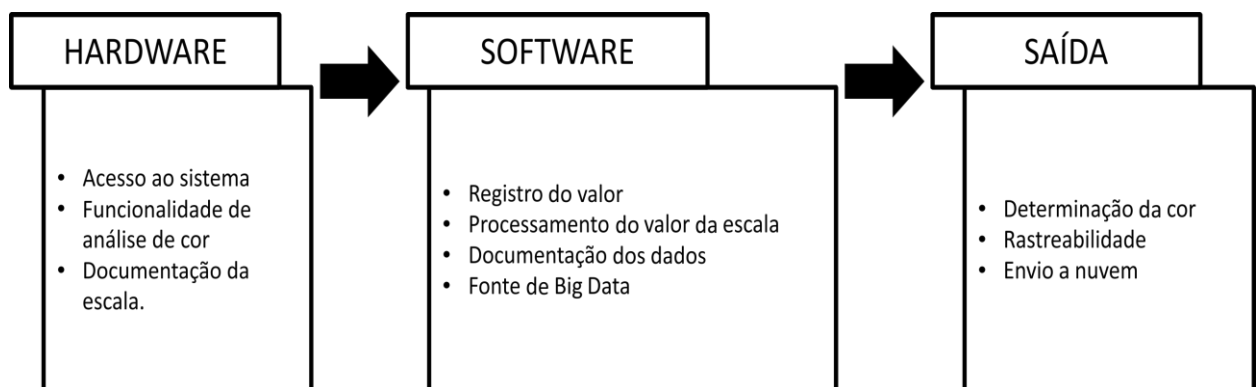 HARDWARE
• Acesso ao sistema
• Funcionalidade de
análise de cor
• Documentação da
escala.
SOFTWARE
• Registro do valor
• Processamento do valor da escala
• Documentação dos dados
• Fonte de Big Data
SAÍDA
• Determinação da cor
• Rastreabilidade
• Envio a nuvem